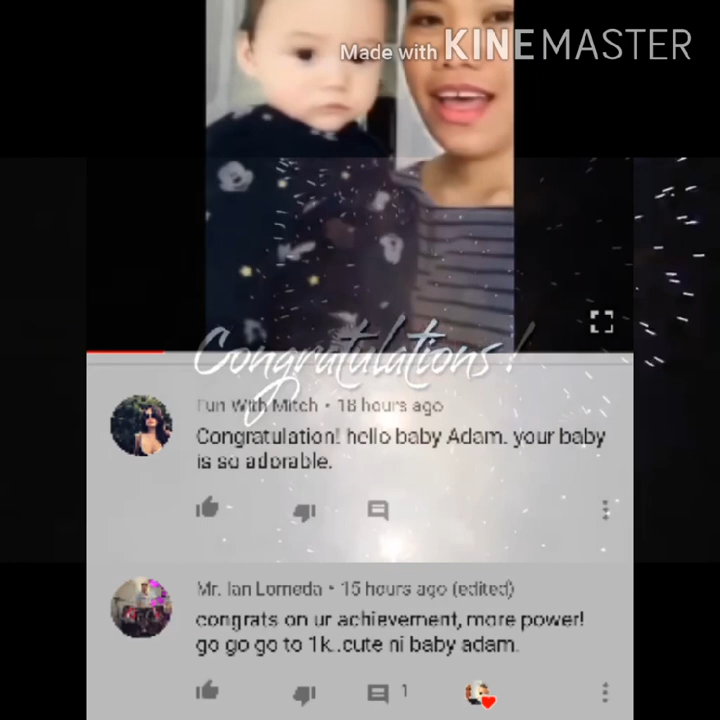 Made with KINEMASTER
Congratulations!
Fun With Mitch • 18 hours ago
Congratulation! hello baby Adam. your baby
is so adorable.
Mr. Ian Lomeda • 15 hours ago (edited)
congrats on ur achievement, more power!
go go go to 1k..cute ni baby adam.
1